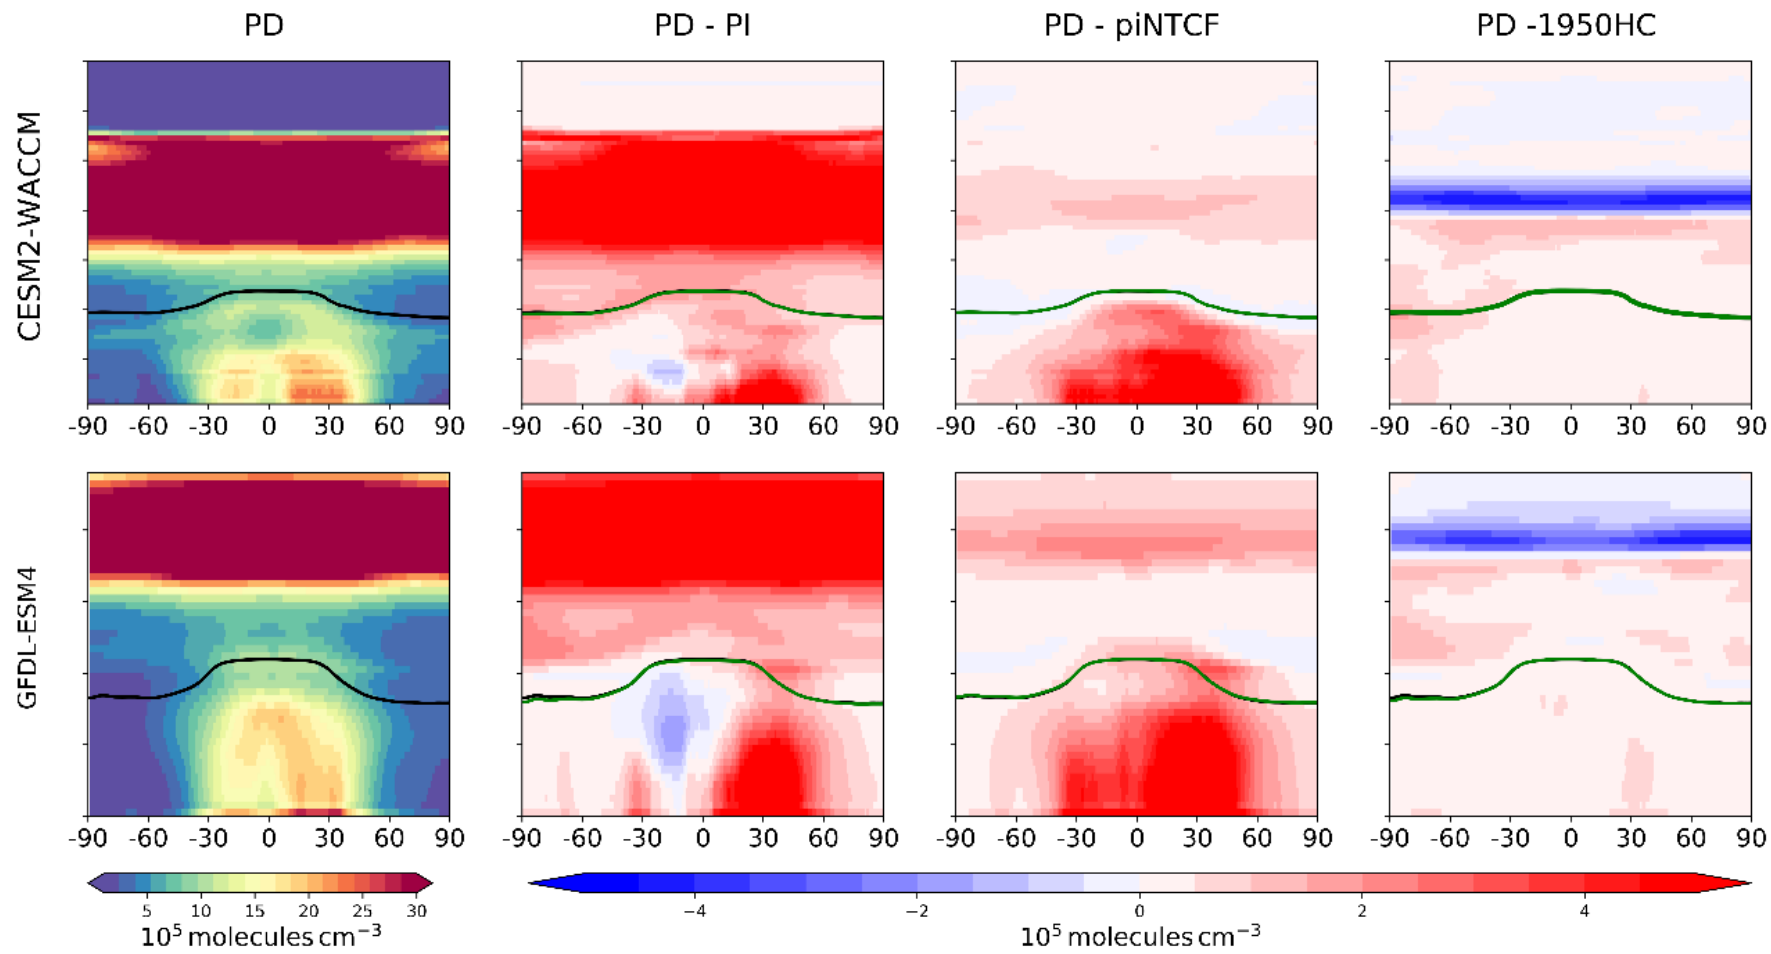 PD PD - PI PD - piNTCF PD -1950HC
CESM2-WACCM
-90 -60 -30 0 30 60 90 -90 -60 -30 0 30 60 90 -90 -60 -30 0 30 60 90 -90 -60 -30 0 30 60 90
GFDL-ESM4
-90 -60 -30 0 30 60 90 -90 -60 -30 0 30 60 90 -90 -60 -30 0 30 60 90 -90 -60 -30 0 30 60 90
5 10 15 20 25 30 −4 −2 0 2 4
10⁵ molecules cm⁻³ 10⁵ molecules cm⁻³